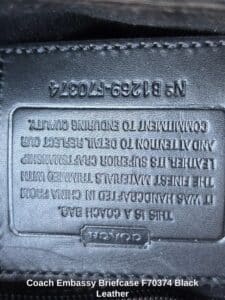 COACH
THIS IS A COACH BAG.
IT WAS HANDCRAFTED IN CHINA FROM
THE FINEST MATERIALS TRIMMED WITH
LEATHER. ITS SUPERIOR CRAFTSMANSHIP
AND ATTENTION TO DETAIL REFLECT OUR
COMMITMENT TO ENDURING QUALITY.
Nº B1269-F70374
Coach Embassy Briefcase F70374 Black
Leather